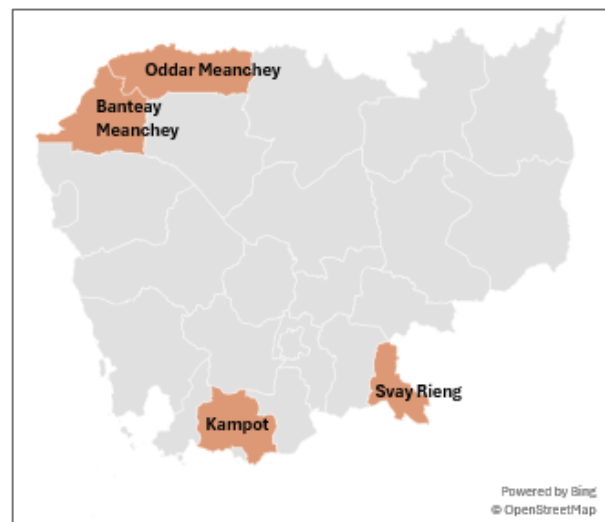 Oddar Meanchey
Banteay
Meanchey
Svay Rieng
Kampot
Powered by Bing
© OpenStreetMap